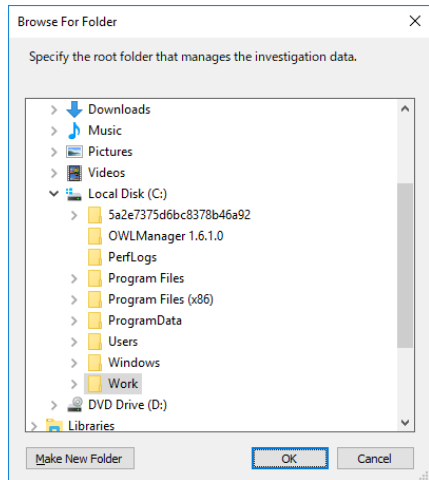 Browse For Folder
Specify the root folder that manages the investigation data.
Downloads
Music
Pictures
Videos
Local Disk (C:)
5a2e7375d6bc8378b46a92
OWLManager 1.6.1.0
PerfLogs
Program Files
Program Files (x86)
ProgramData
Users
Windows
Work
DVD Drive (D:)
Libraries
Make New Folder OK Cancel